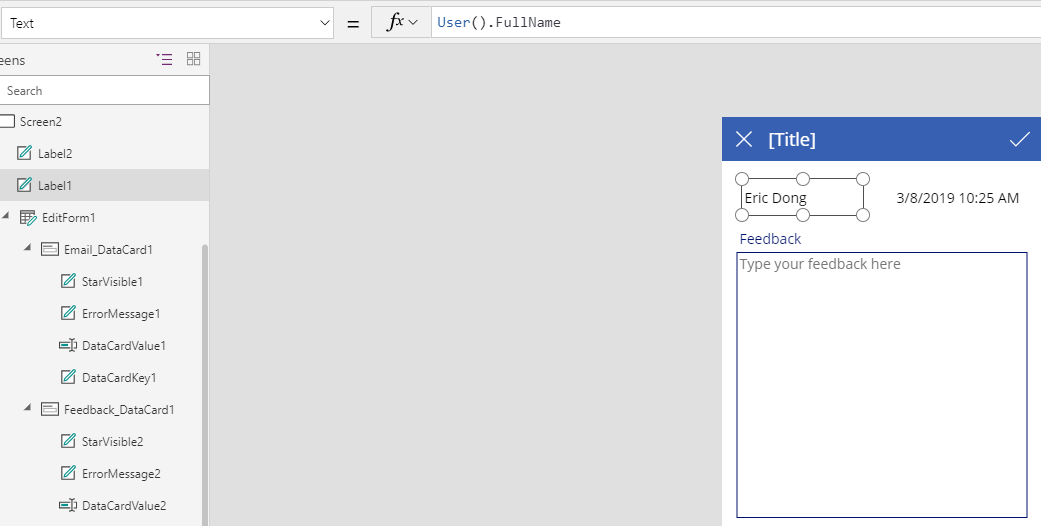 Text = fx User().FullName
eens
Search
Screen2
Label2
Label1
EditForm1
Email_DataCard1
StarVisible1
ErrorMessage1
DataCardValue1
DataCardKey1
Feedback_DataCard1
StarVisible2
ErrorMessage2
DataCardValue2
[Title]
Eric Dong 3/8/2019 10:25 AM
Feedback
Type your feedback here